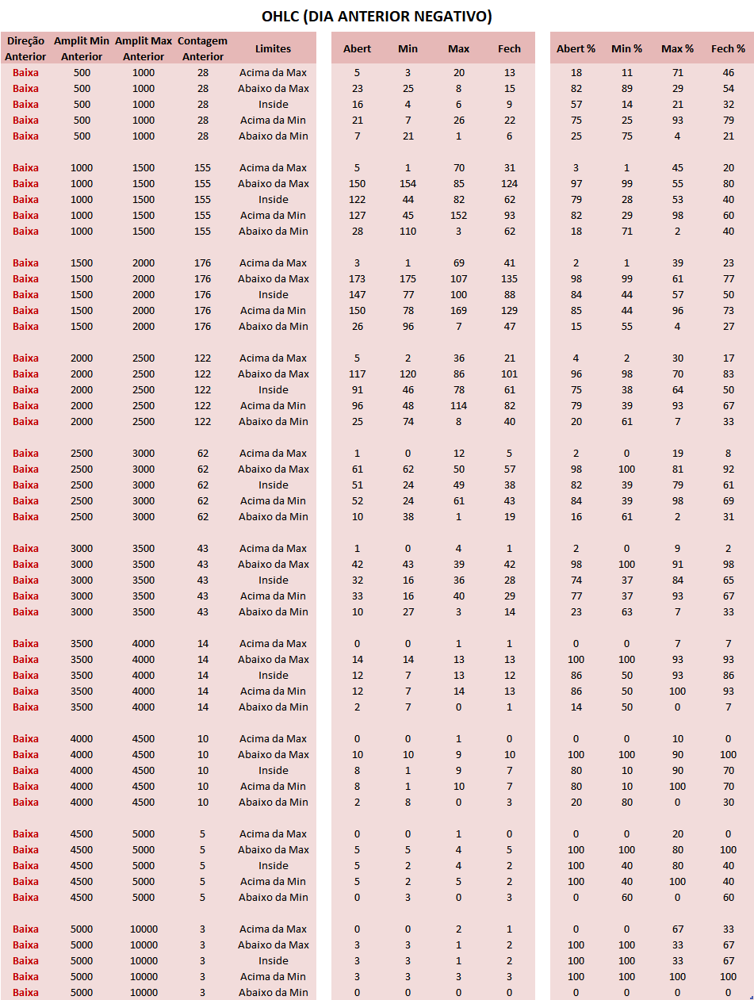 OHLC (DIA ANTERIOR NEGATIVO)
Direção Anterior Amplit Min Anterior Amplit Max Anterior Contagem Anterior Limites Abert Min Max Fech Abert % Min % Max % Fech %
Baixa 500 1000 28 Acima da Max 5 3 20 13 18 11 71 46
Baixa 500 1000 28 Abaixo da Max 23 25 8 15 82 89 29 54
Baixa 500 1000 28 Inside 16 4 6 9 57 14 21 32
Baixa 500 1000 28 Acima da Min 21 7 26 22 75 25 93 79
Baixa 500 1000 28 Abaixo da Min 7 21 1 6 25 75 4 21
Baixa 1000 1500 155 Acima da Max 5 1 70 31 3 1 45 20
Baixa 1000 1500 155 Abaixo da Max 150 154 85 124 97 99 55 80
Baixa 1000 1500 155 Inside 122 44 82 62 79 28 53 40
Baixa 1000 1500 155 Acima da Min 127 45 152 93 82 29 98 60
Baixa 1000 1500 155 Abaixo da Min 28 110 3 62 18 71 2 40
Baixa 1500 2000 176 Acima da Max 3 1 69 41 2 1 39 23
Baixa 1500 2000 176 Abaixo da Max 173 175 107 135 98 99 61 77
Baixa 1500 2000 176 Inside 147 77 100 88 84 44 57 50
Baixa 1500 2000 176 Acima da Min 150 78 169 129 85 44 96 73
Baixa 1500 2000 176 Abaixo da Min 26 96 7 47 15 55 4 27
Baixa 2000 2500 122 Acima da Max 5 2 36 21 4 2 30 17
Baixa 2000 2500 122 Abaixo da Max 117 120 86 101 96 98 70 83
Baixa 2000 2500 122 Inside 91 46 78 61 75 38 64 50
Baixa 2000 2500 122 Acima da Min 96 48 114 82 79 39 93 67
Baixa 2000 2500 122 Abaixo da Min 25 74 8 40 20 61 7 33
Baixa 2500 3000 62 Acima da Max 1 0 12 5 2 0 19 8
Baixa 2500 3000 62 Abaixo da Max 61 62 50 57 98 100 81 92
Baixa 2500 3000 62 Inside 51 24 49 38 82 39 79 61
Baixa 2500 3000 62 Acima da Min 52 24 61 43 84 39 98 69
Baixa 2500 3000 62 Abaixo da Min 10 38 1 19 16 61 2 31
Baixa 3000 3500 43 Acima da Max 1 0 4 1 2 0 9 2
Baixa 3000 3500 43 Abaixo da Max 42 43 39 42 98 100 91 98
Baixa 3000 3500 43 Inside 32 16 36 28 74 37 84 65
Baixa 3000 3500 43 Acima da Min 33 16 40 29 77 37 93 67
Baixa 3000 3500 43 Abaixo da Min 10 27 3 14 23 63 7 33
Baixa 3500 4000 14 Acima da Max 0 0 1 1 0 0 7 7
Baixa 3500 4000 14 Abaixo da Max 14 14 13 13 100 100 93 93
Baixa 3500 4000 14 Inside 12 7 13 12 86 50 93 86
Baixa 3500 4000 14 Acima da Min 12 7 14 13 86 50 100 93
Baixa 3500 4000 14 Abaixo da Min 2 7 0 1 14 50 0 7
Baixa 4000 4500 10 Acima da Max 0 0 1 0 0 0 10 0
Baixa 4000 4500 10 Abaixo da Max 10 10 9 10 100 100 90 100
Baixa 4000 4500 10 Inside 8 1 9 7 80 10 90 70
Baixa 4000 4500 10 Acima da Min 8 1 10 7 80 10 100 70
Baixa 4000 4500 10 Abaixo da Min 2 8 0 3 20 80 0 30
Baixa 4500 5000 5 Acima da Max 0 0 1 0 0 0 20 0
Baixa 4500 5000 5 Abaixo da Max 5 5 4 5 100 100 80 100
Baixa 4500 5000 5 Inside 5 2 4 2 100 40 80 40
Baixa 4500 5000 5 Acima da Min 5 2 5 2 100 40 100 40
Baixa 4500 5000 5 Abaixo da Min 0 3 0 3 0 60 0 60
Baixa 5000 10000 3 Acima da Max 0 0 2 1 0 0 67 33
Baixa 5000 10000 3 Abaixo da Max 3 3 1 2 100 100 33 67
Baixa 5000 10000 3 Inside 3 3 1 2 100 100 33 67
Baixa 5000 10000 3 Acima da Min 3 3 3 3 100 100 100 100
Baixa 5000 10000 3 Abaixo da Min 0 0 0 0 0 0 0 0